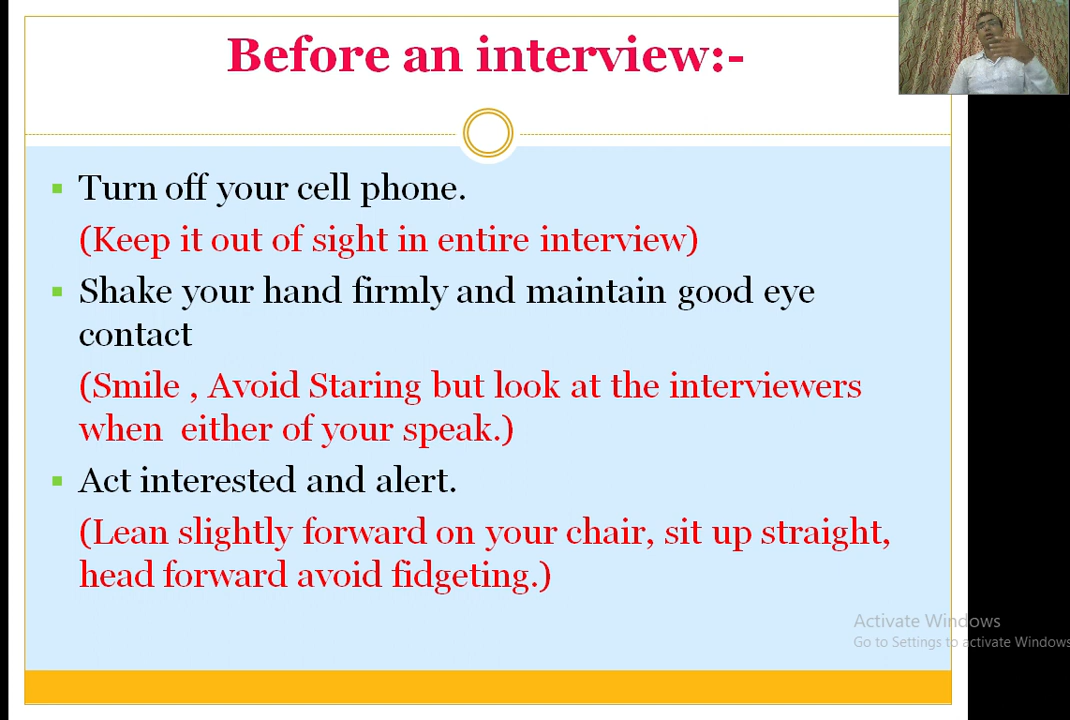 Before an interview:-
Turn off your cell phone.
(Keep it out of sight in entire interview)
Shake your hand firmly and maintain good eye
contact
(Smile , Avoid Staring but look at the interviewers
when either of your speak.)
Act interested and alert.
(Lean slightly forward on your chair, sit up straight,
head forward avoid fidgeting.)
Activate Windows
Go to Settings to activate Windows